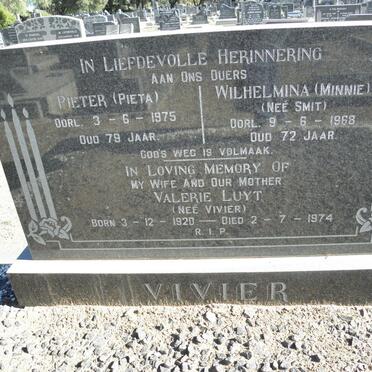 IN LIEFDEVOLLE HERINNERING
AAN ONS OUERS
PIETER (PIETA)
OORL. 3-6-1975
OUD 79 JAAR.
WILHELMINA (MINNIE)
(NEÉ SMIT)
OORL. 9-6-1968
OUD 72 JAAR.
GOD'S WEG IS VOLMAAK.
IN LOVING MEMORY OF
MY WIFE AND OUR MOTHER
VALERIE LUYT
(NEÉ VIVIER)
BORN 3-12-1920 — DIED 2-7-1974
R.I.P.
VIVIER